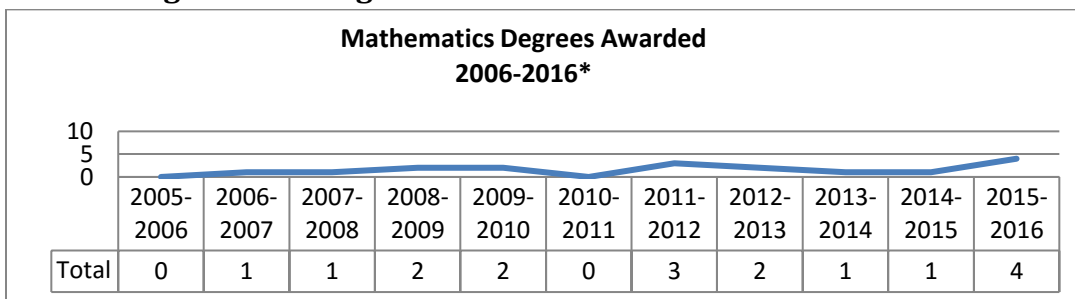 Mathematics Degrees Awarded
2006-2016*
10
5
0
2005- 2006- 2007- 2008- 2009- 2010- 2011- 2012- 2013- 2014- 2015-
2006 2007 2008 2009 2010 2011 2012 2013 2014 2015 2016
Total 0 1 1 2 2 0 3 2 1 1 4